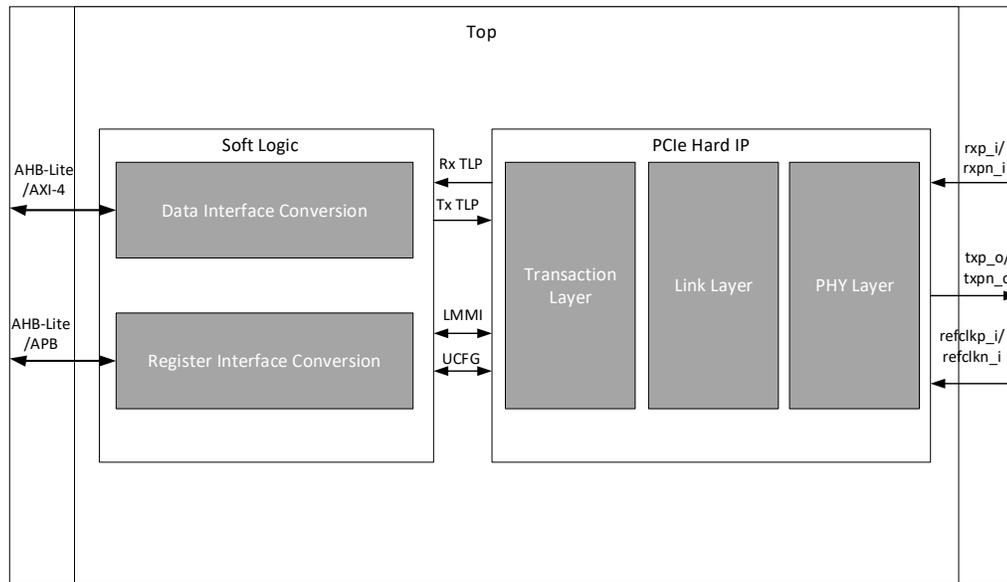 Top
Soft Logic
PCIe Hard IP
AHB-Lite
/AXI-4
Data Interface Conversion
Rx TLP
Tx TLP
AHB-Lite
/APB
Register Interface Conversion
LMMI
UCFG
Transaction
Layer
Link Layer
PHY Layer
rxp_i/
rxpn_i
txp_o/
txpn_o
refclkp_i/
refclkn_i